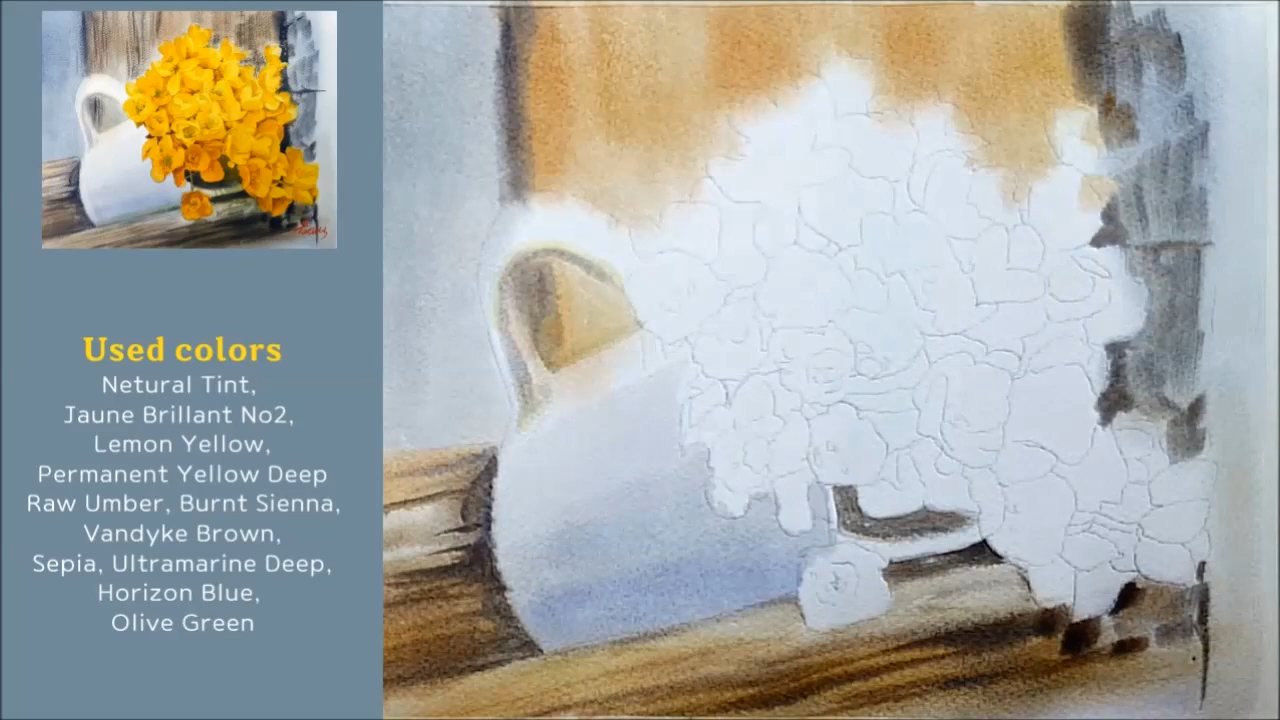 Used colors
Netural Tint,
Jaune Brillant No2,
Lemon Yellow,
Permanent Yellow Deep
Raw Umber, Burnt Sienna,
Vandyke Brown,
Sepia, Ultramarine Deep,
Horizon Blue,
Olive Green